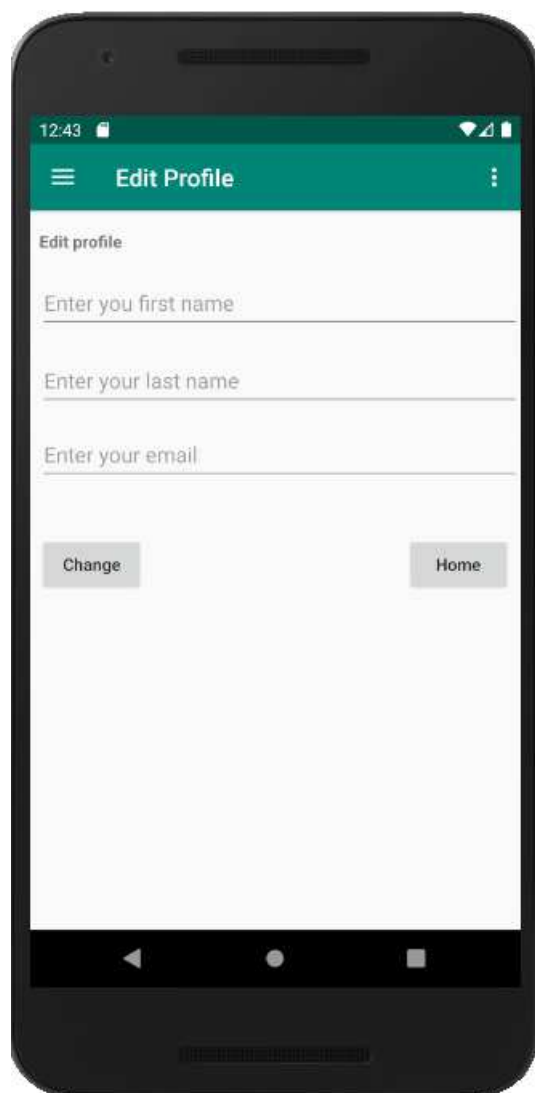 12:43
Edit Profile
Edit profile
Enter you first name
Enter your last name
Enter your email
Change Home